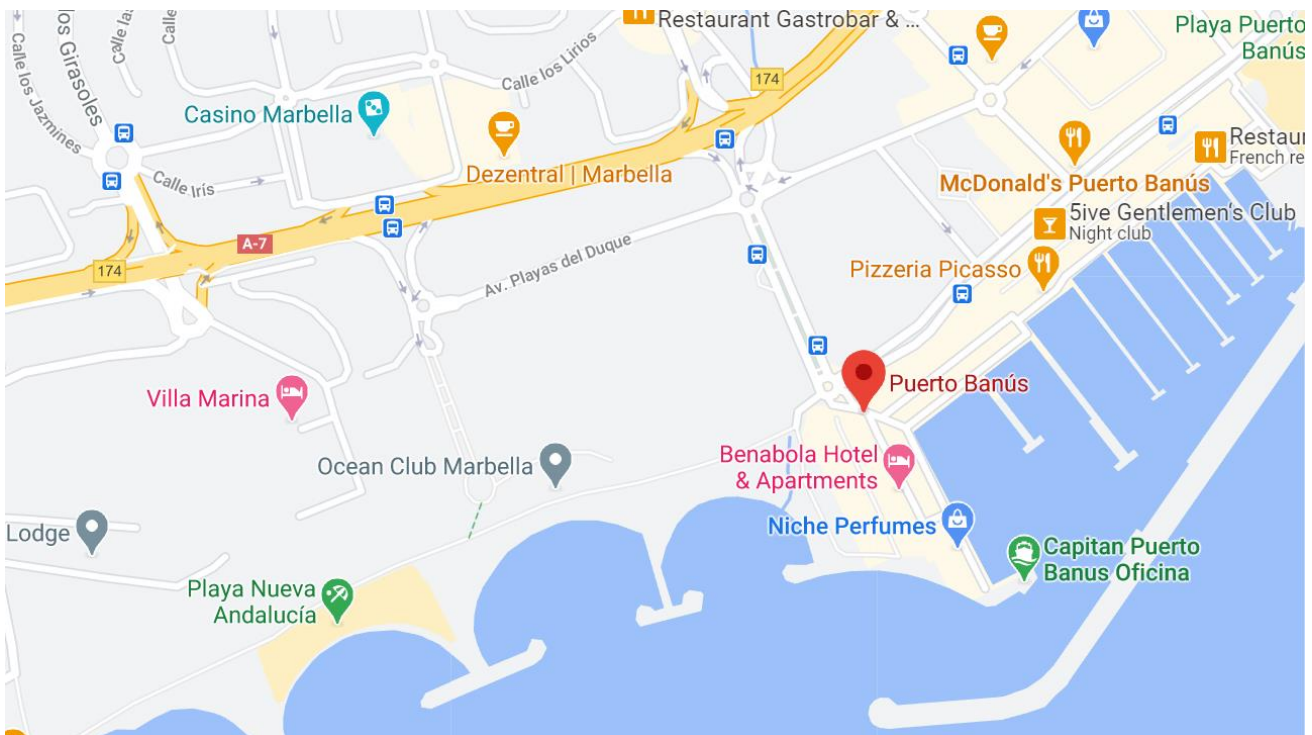 Restaurant Gastrobar & ...
Playa Puerto
Banús
Calle los Girasoles
Calle los Jazmines
Calle las
Calle
Calle los Lirios
174
Casino Marbella
Dezentral | Marbella
Calle Iris
A-7
174
Restaur
French re
McDonald's Puerto Banús
5ive Gentlemen's Club
Night club
Av. Playas del Duque
Pizzeria Picasso
Puerto Banús
Villa Marina
Benabola Hotel
& Apartments
Ocean Club Marbella
Niche Perfumes
Lodge
Capitan Puerto
Banus Oficina
Playa Nueva
Andalucía